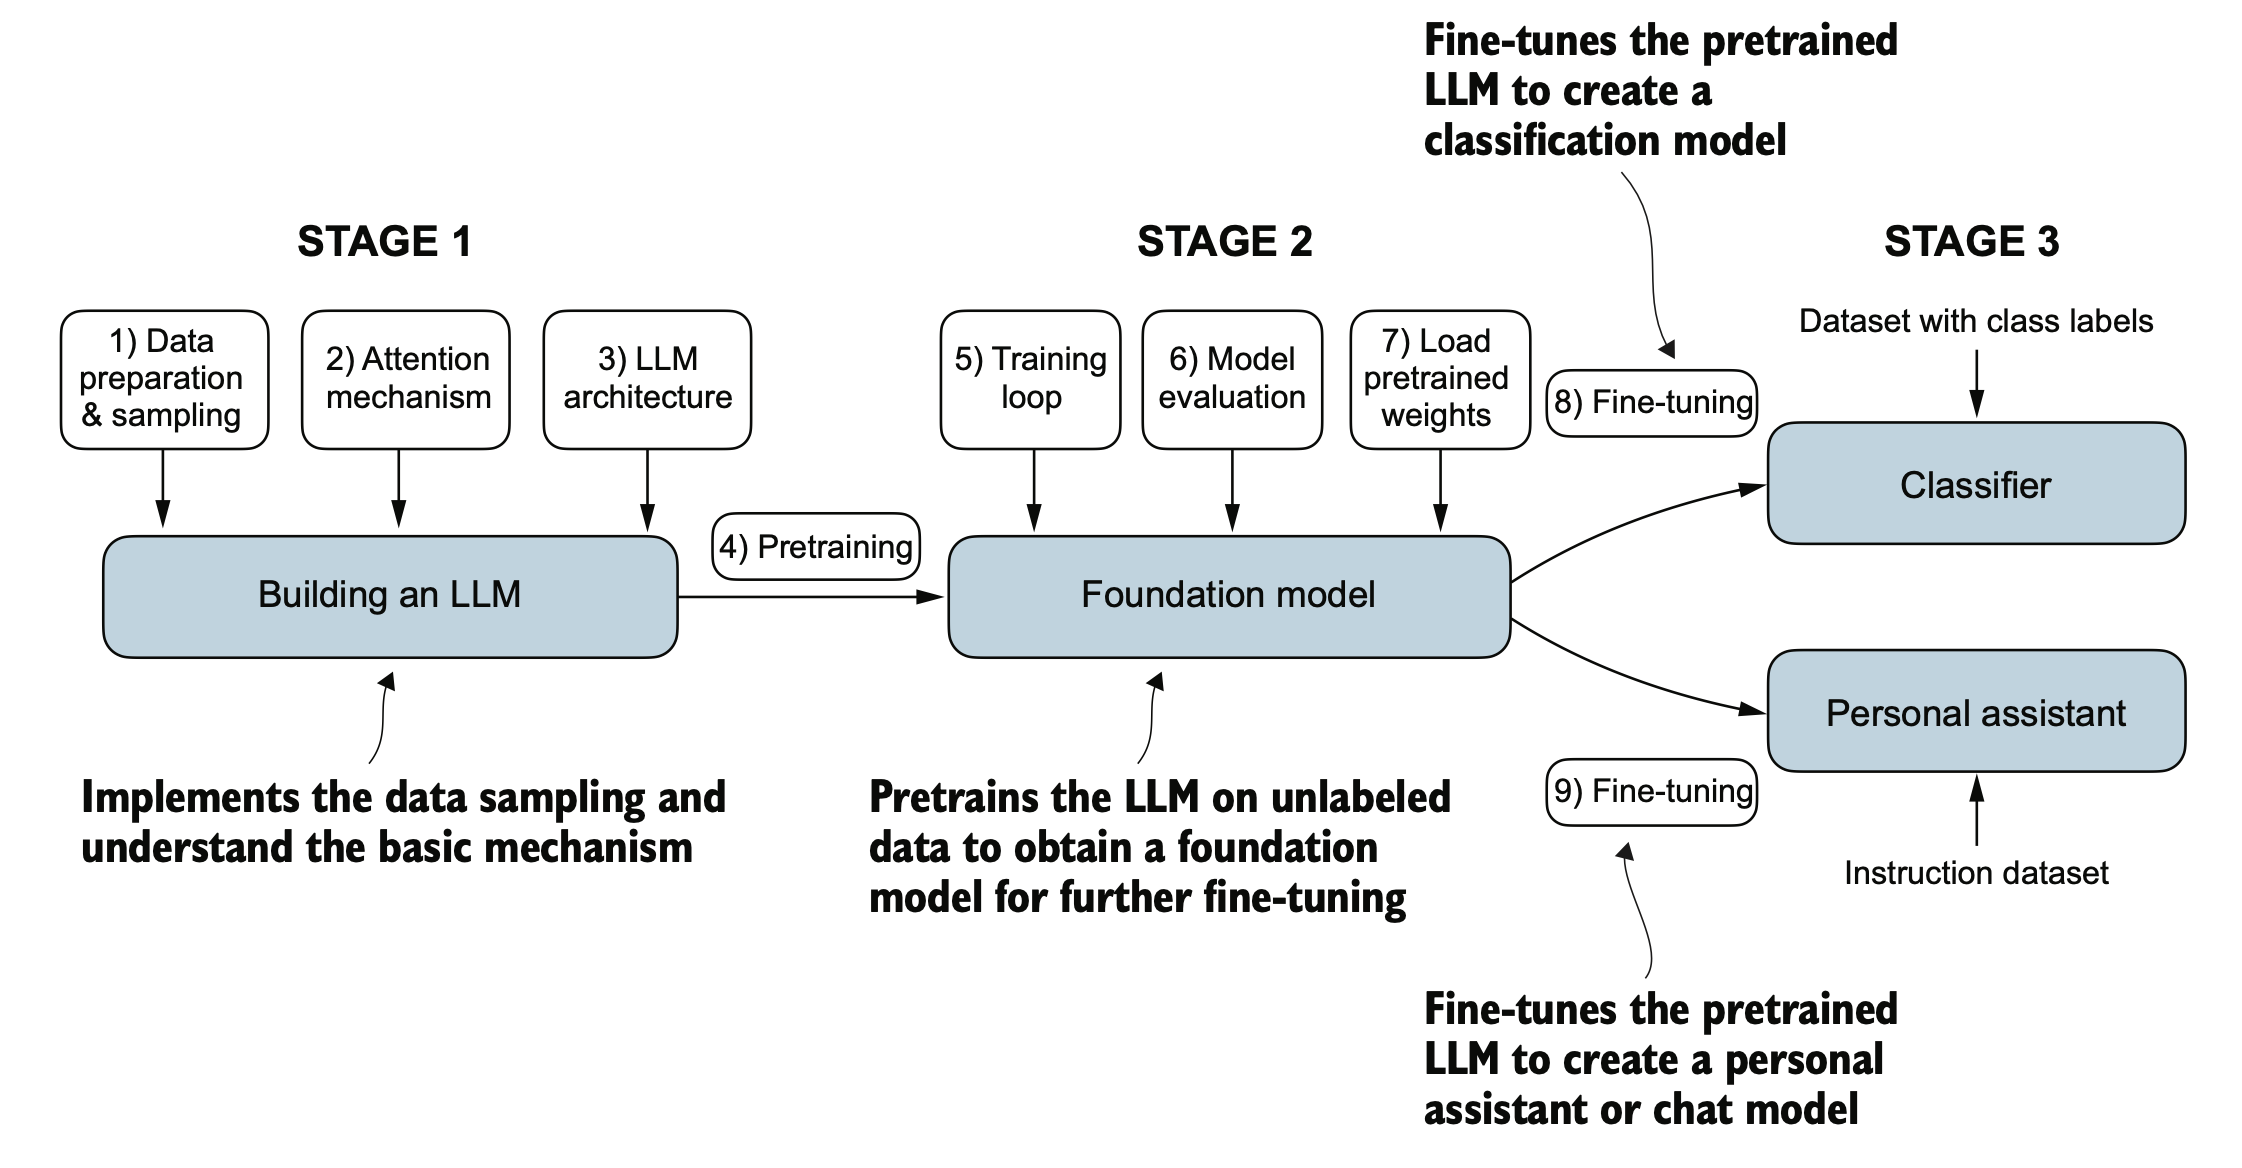 Fine-tunes the pretrained
LLM to create a
classification model
STAGE 1
STAGE 2
STAGE 3
1) Data
preparation
& sampling
2) Attention
mechanism
3) LLM
architecture
5) Training
loop
6) Model
evaluation
7) Load
pretrained
weights
8) Fine-tuning
Dataset with class labels
Classifier
4) Pretraining
Building an LLM
Foundation model
Personal assistant
9) Fine-tuning
Instruction dataset
Implements the data sampling and
understand the basic mechanism
Pretrains the LLM on unlabeled
data to obtain a foundation
model for further fine-tuning
Fine-tunes the pretrained
LLM to create a personal
assistant or chat model